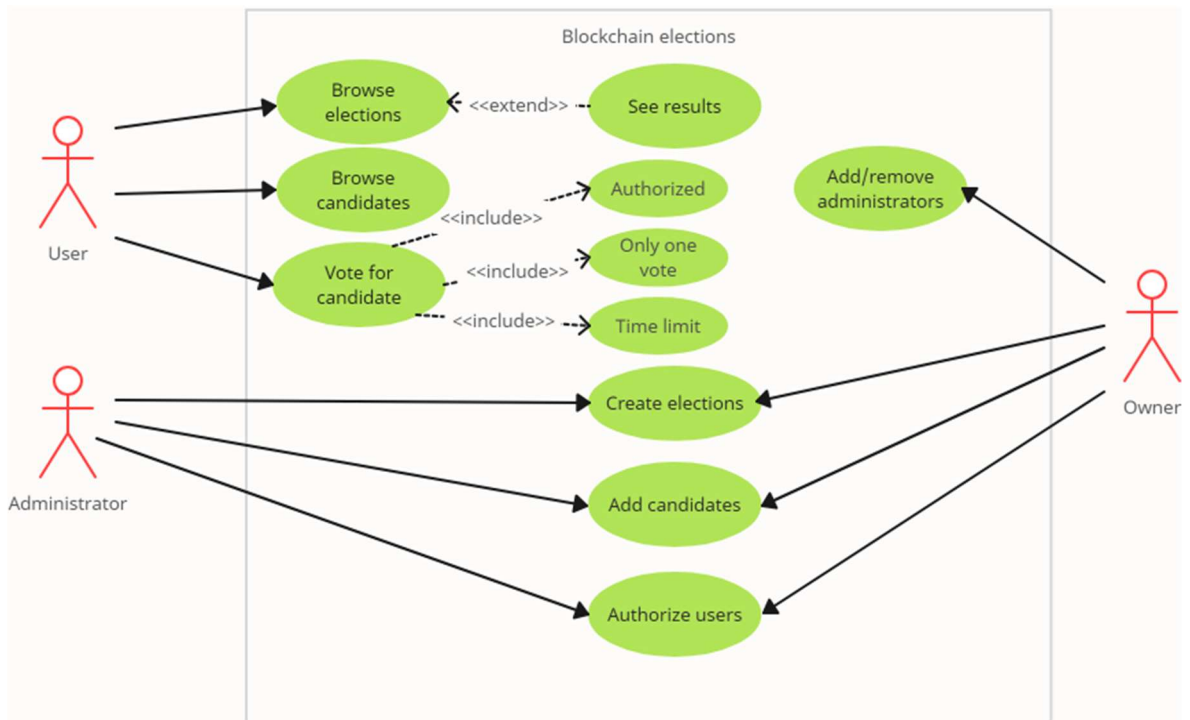 Blockchain elections
Browse
elections
<<extend>>
See results
Browse
candidates
<<include>>
Authorized
Add/remove
administrators
User
Vote for
candidate
<<include>>
Only one
vote
<<include>>
Time limit
Create elections
Owner
Administrator
Add candidates
Authorize users